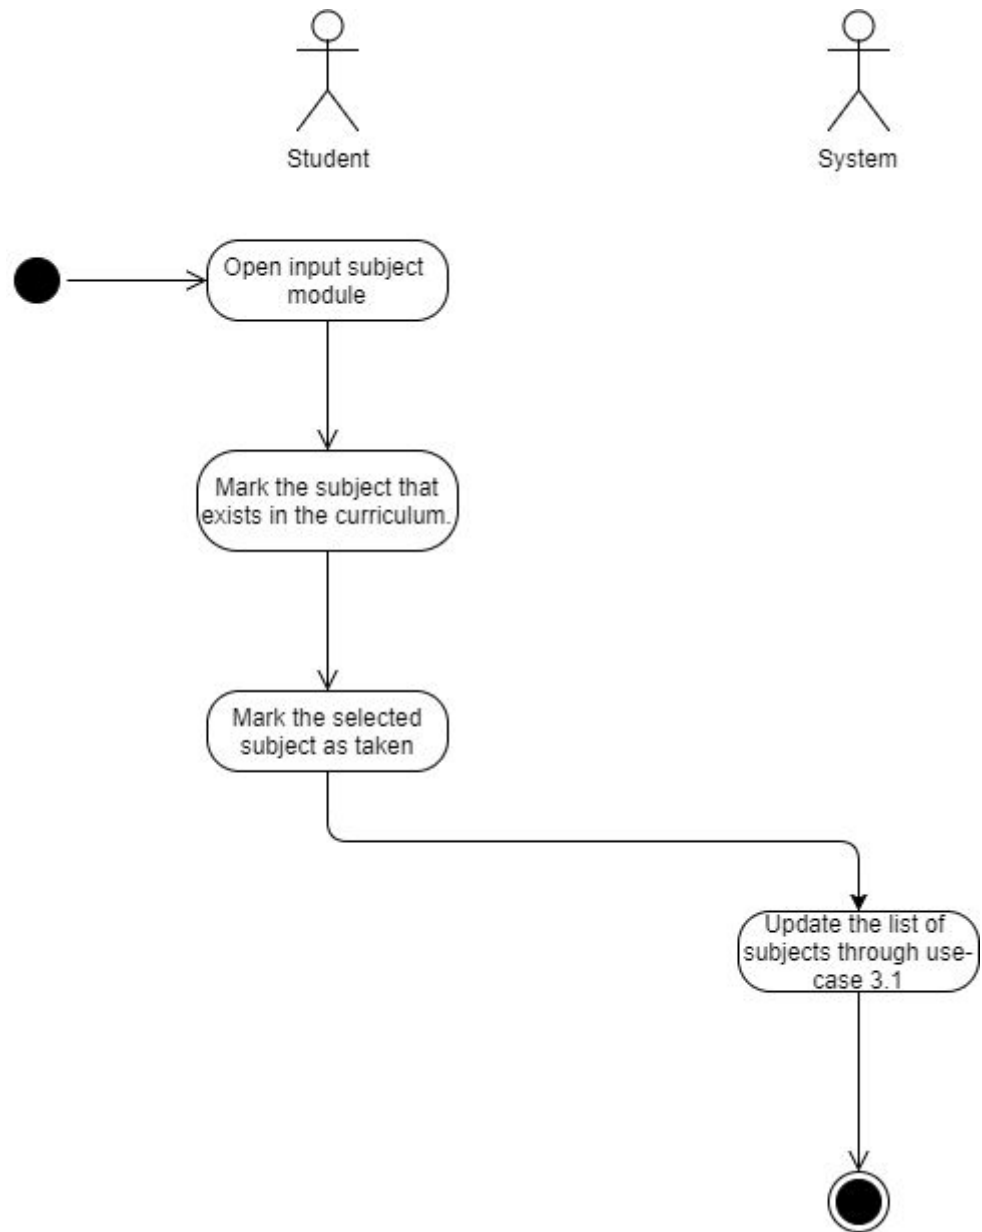 Student
System
Open input subject
module
Mark the subject that
exists in the curriculum.
Mark the selected
subject as taken
Update the list of
subjects through use-
case 3.1